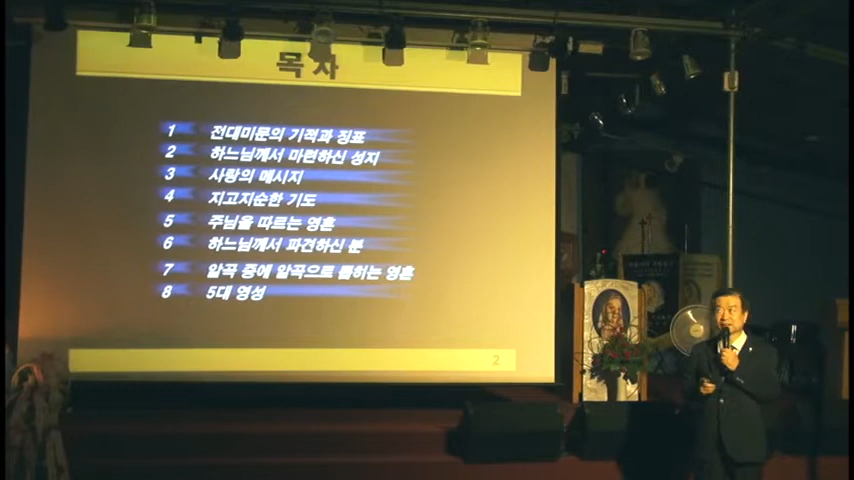 목차
1 전대미문의 기적과 징표
2 하느님께서 마련하신 성지
3 사랑의 메시지
4 지고지순한 기도
5 주님을 따르는 영혼
6 하느님께서 파견하신 분
7 알곡 중에 알곡으로 뽑히는 영혼
8 5대 영성
2